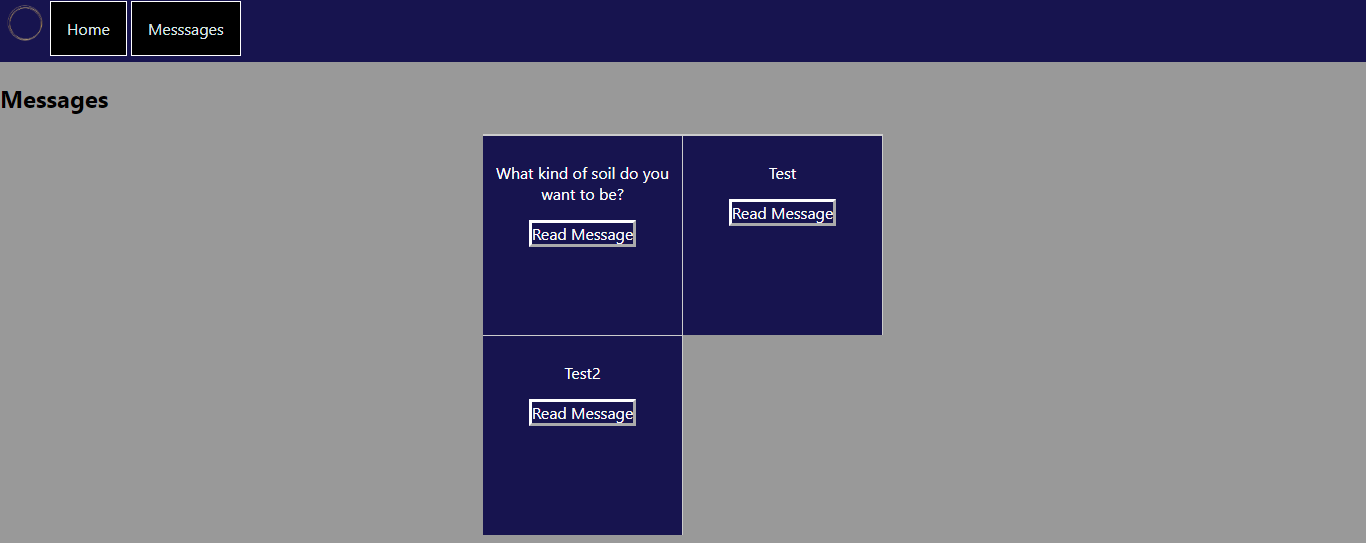 Home
Messsages
Messages
What kind of soil do you
want to be?
Read Message
Test
Read Message
Test2
Read Message